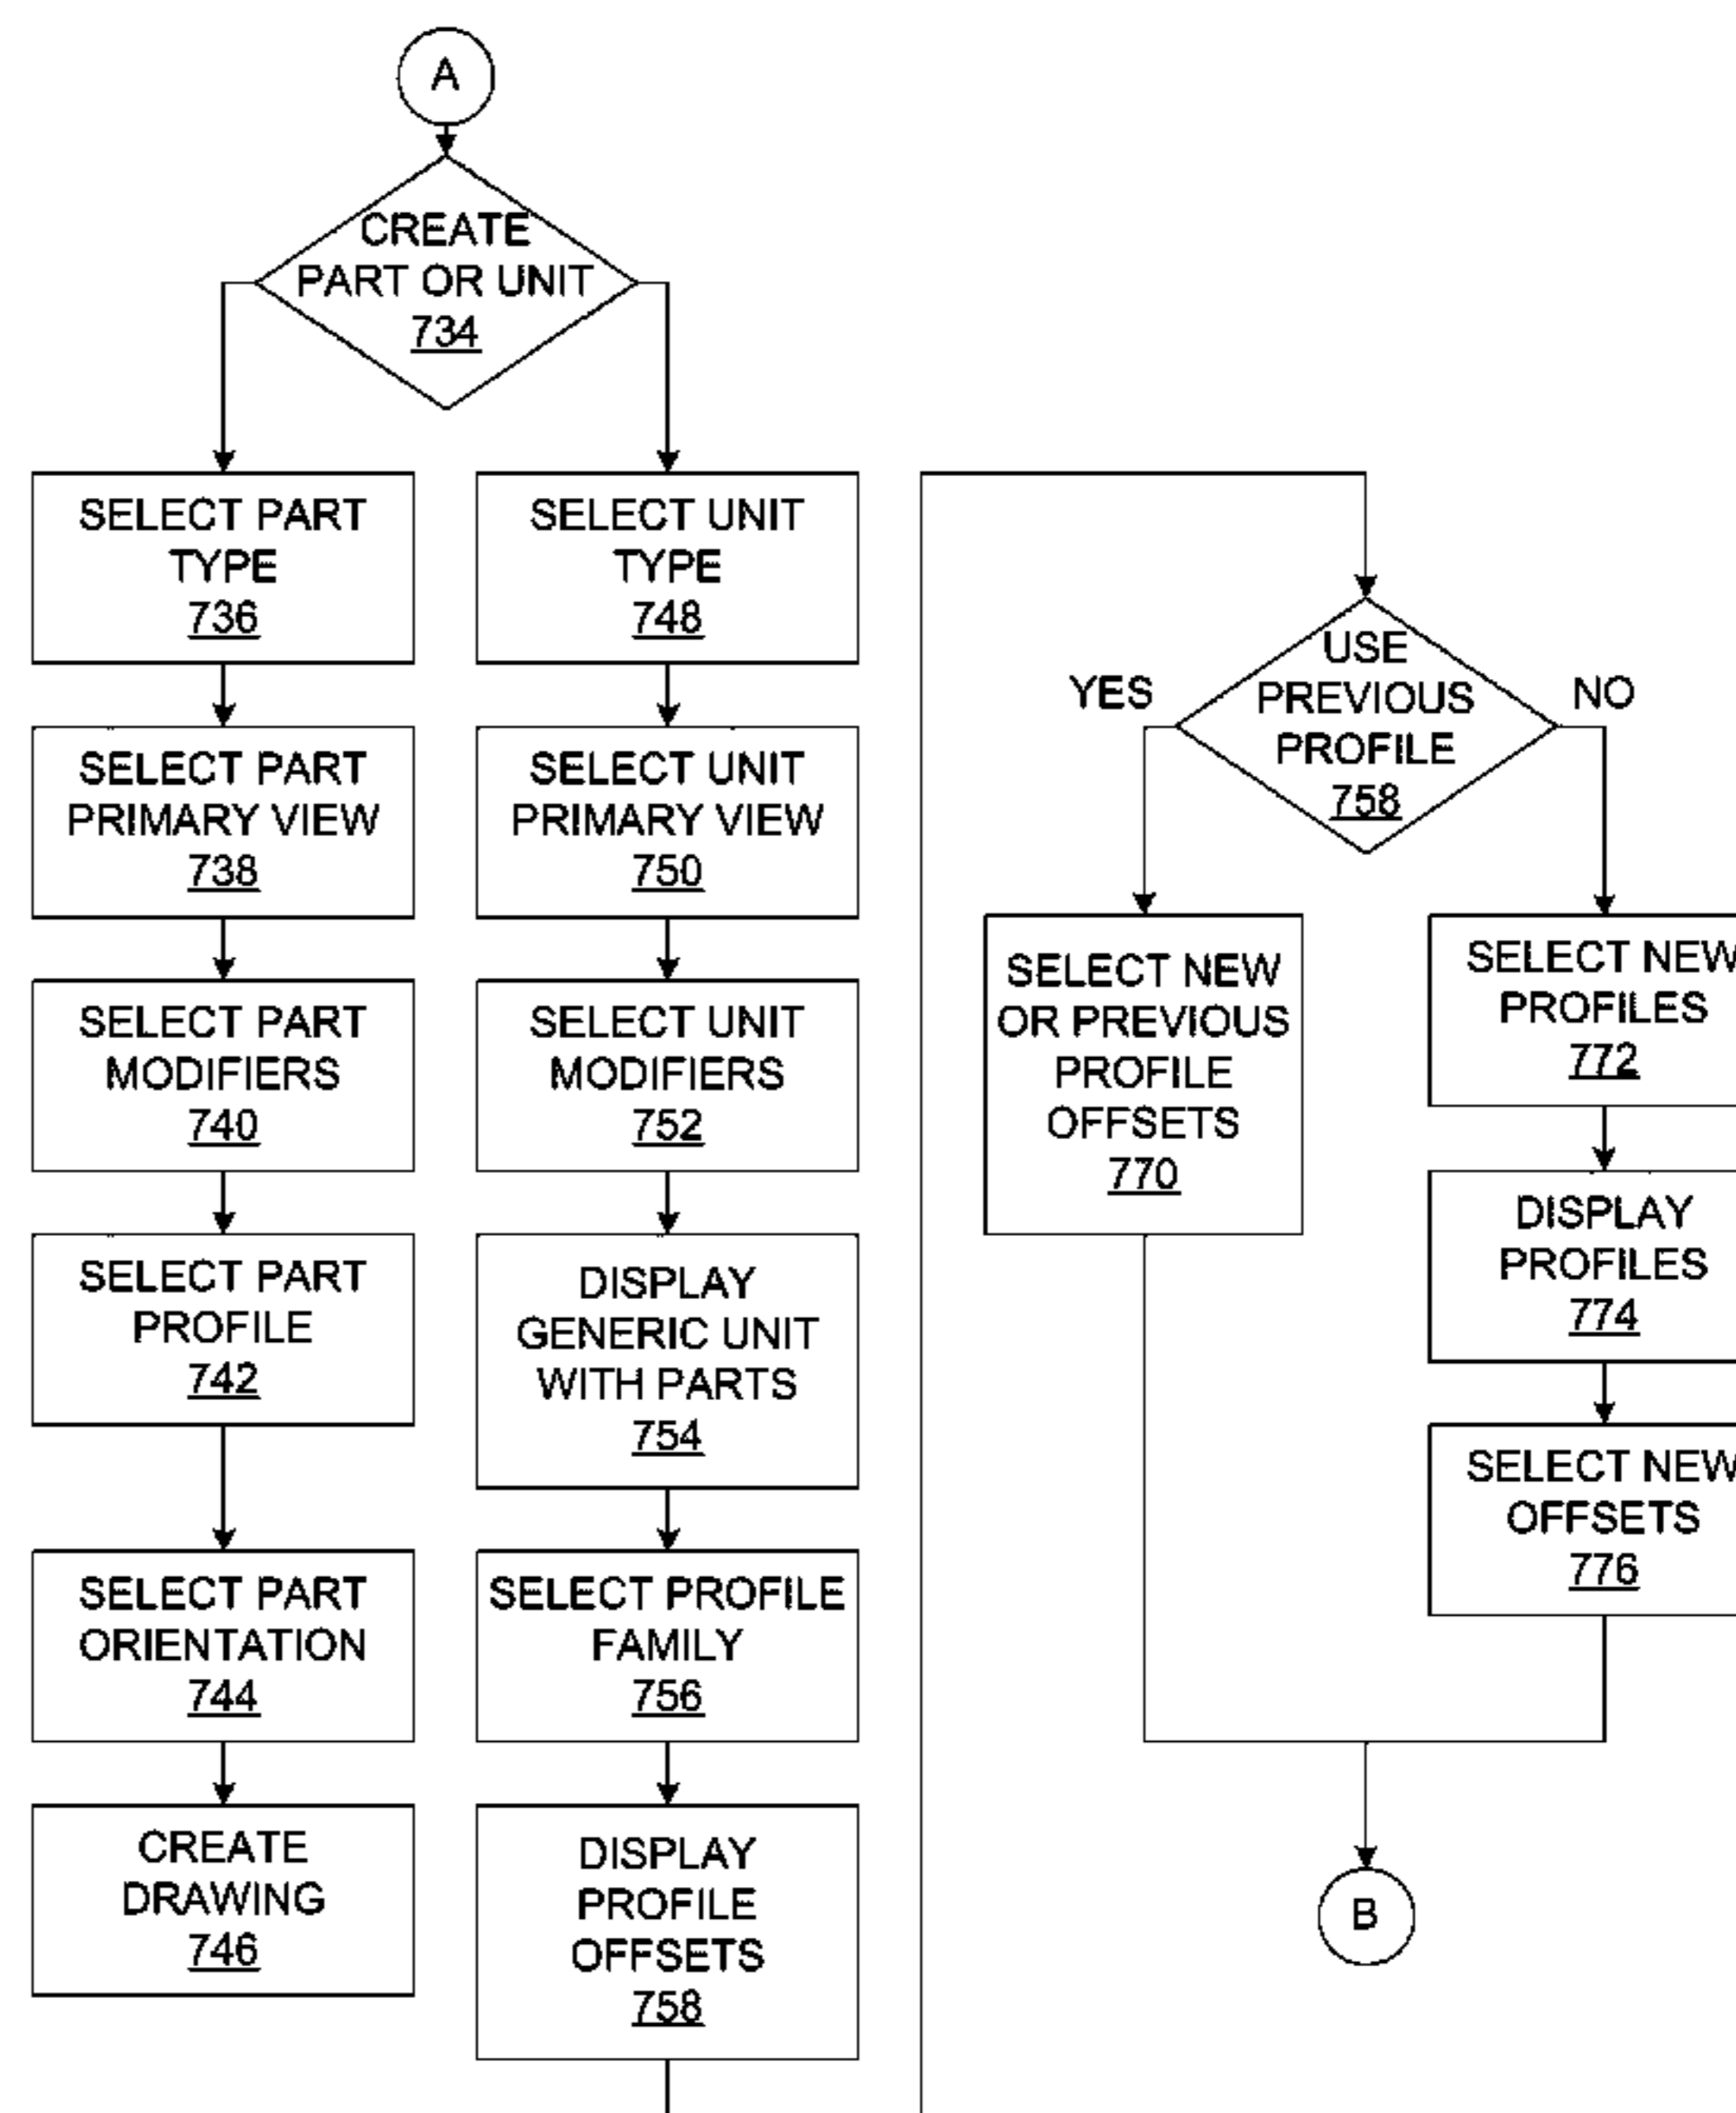 A
CREATE
PART OR UNIT
734
SELECT PART
TYPE
736
SELECT PART
PRIMARY VIEW
738
SELECT PART
MODIFIERS
740
SELECT PART
PROFILE
742
SELECT PART
ORIENTATION
744
CREATE
DRAWING
746
SELECT UNIT
TYPE
748
SELECT UNIT
PRIMARY VIEW
750
SELECT UNIT
MODIFIERS
752
DISPLAY
GENERIC UNIT
WITH PARTS
754
SELECT PROFILE
FAMILY
756
DISPLAY
PROFILE
OFFSETS
758
USE
PREVIOUS
PROFILE
758
YES
NO
SELECT NEW
OR PREVIOUS
PROFILE
OFFSETS
770
SELECT NEW
PROFILES
772
DISPLAY
PROFILES
774
SELECT NEW
OFFSETS
776
B